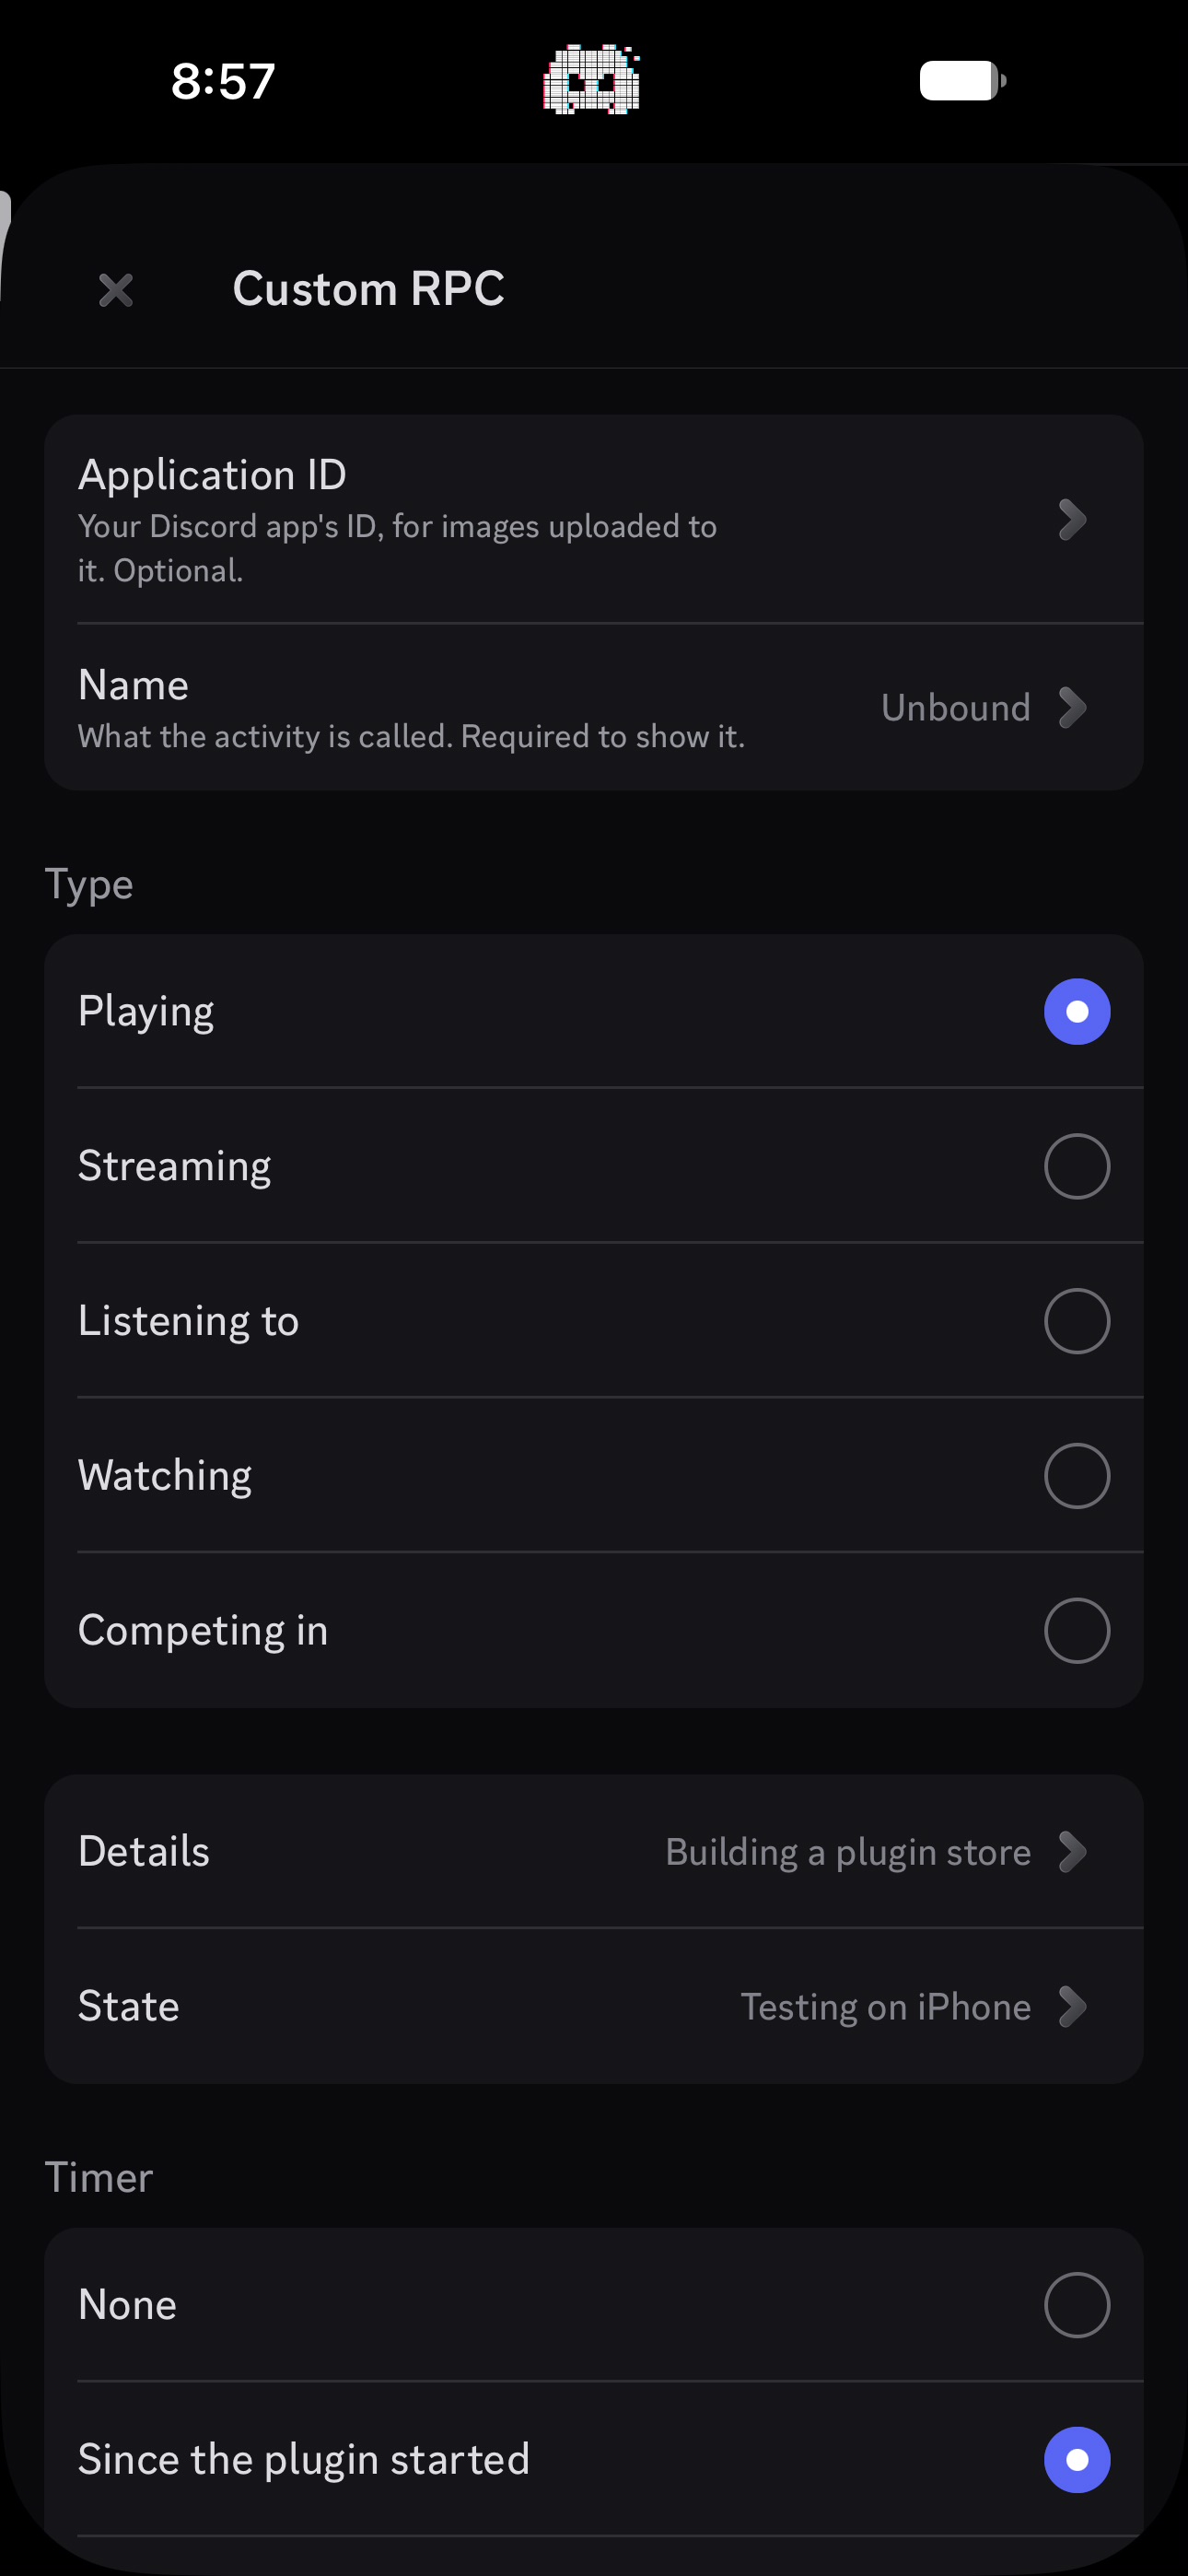 8:57
Custom RPC
Application ID
Your Discord app's ID, for images uploaded to
it. Optional.
Name
What the activity is called. Required to show it.
Unbound
Type
Playing
Streaming
Listening to
Watching
Competing in
Details
Building a plugin store
State
Testing on iPhone
Timer
None
Since the plugin started